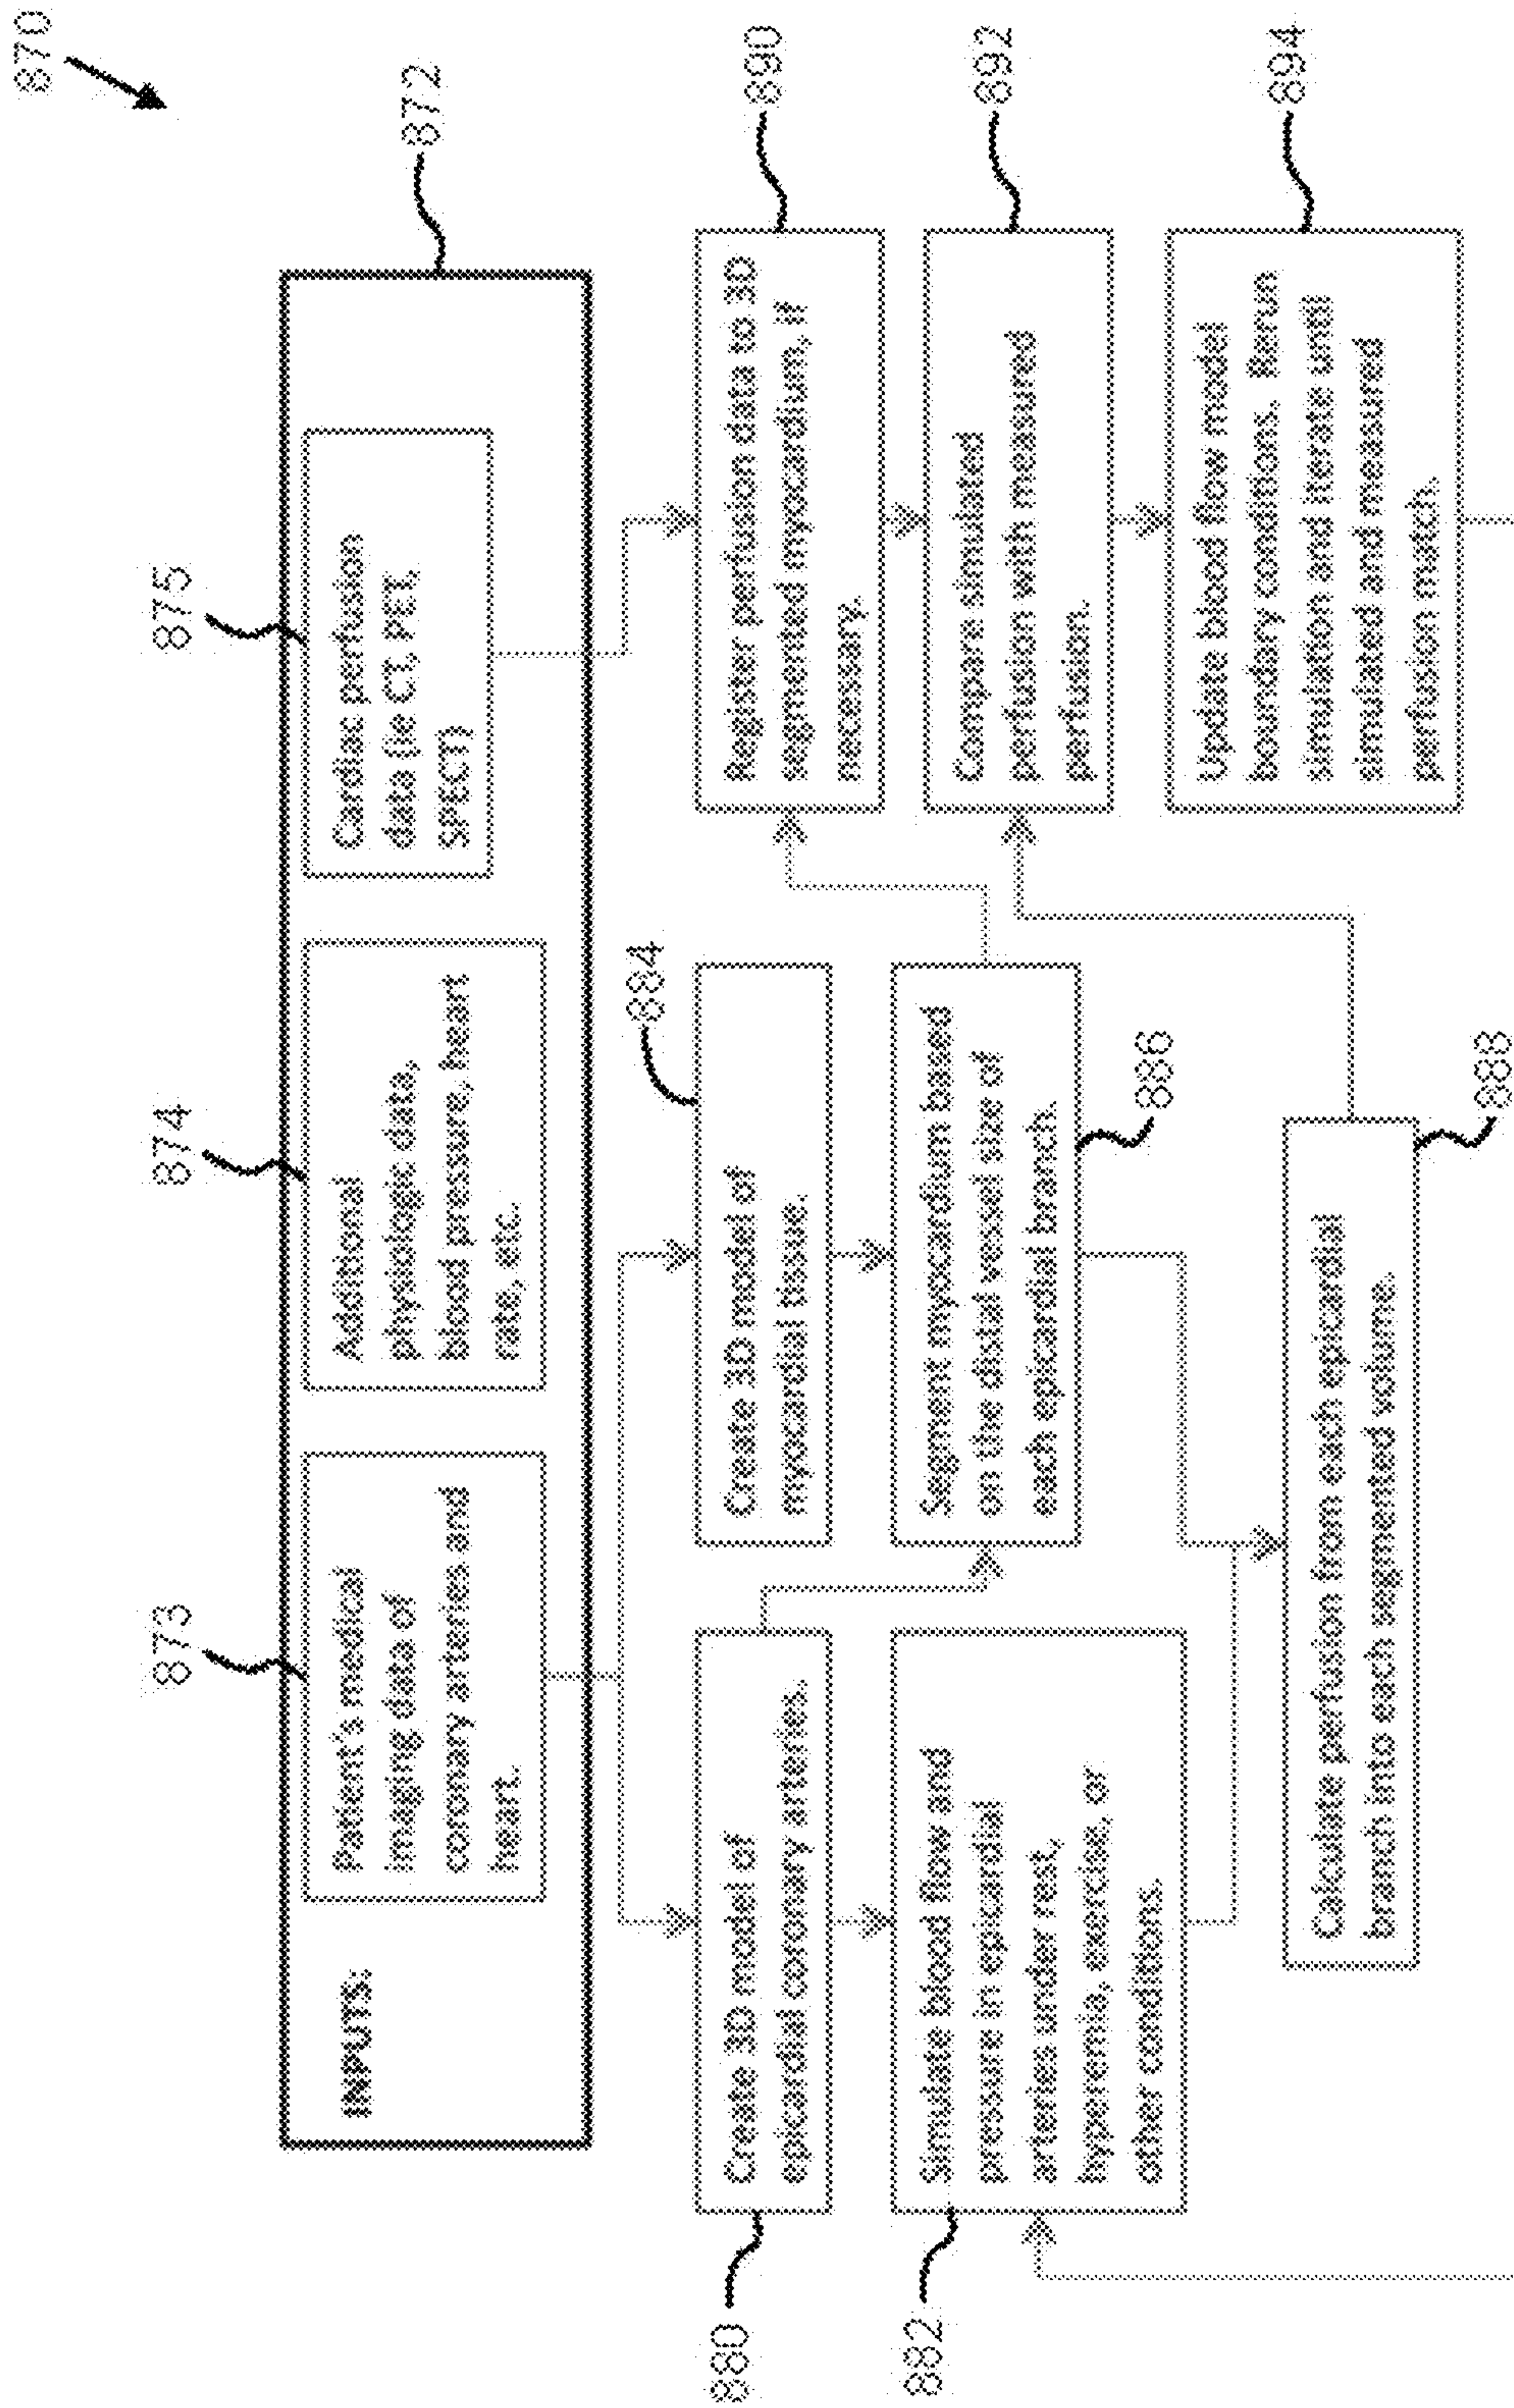 870
872
873
874
875
INPUTS:
Patient's medical
imaging data of
coronary arteries and
heart.
Additional
physiologic data,
blood pressure, heart
rate, etc.
Cardiac perfusion
data (ie CT, PET,
SPECT)
880
Create 3D model of
epicardial coronary arteries.
884
Create 3D model of
myocardial tissue.
890
Register perfusion data to 3D
segmented myocardium, if
necessary.
882
Simulate blood flow and
pressure in epicardial
arteries under rest,
hyperemia, exercise, or
other conditions.
Segment myocardium based
on the distal vessel size of
each epicardial branch.
886
892
Compare simulated
perfusion with measured
perfusion.
894
Update blood flow model
boundary conditions. Rerun
simulation and iterate until
simulated and measured
perfusion match.
Calculate perfusion from each epicardial
branch into each segmented volume.
888